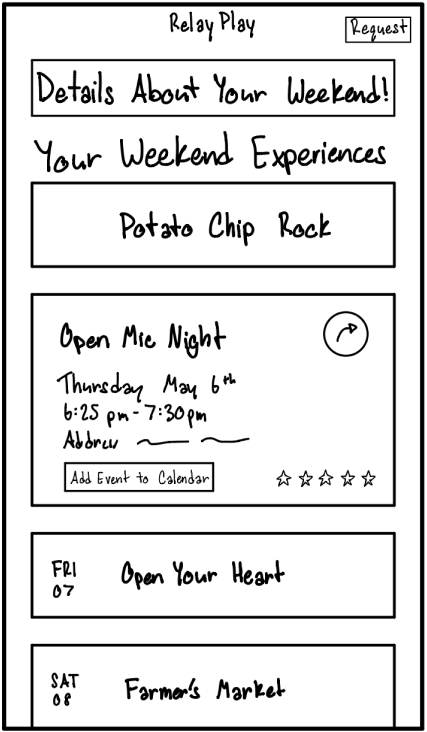 Relay Play
Request
Details About Your Weekend!
Your Weekend Experiences
Potato Chip Rock
Open Mic Night
Thursday May 6th
6:25 pm - 7:30pm
Address
Add Event to Calendar
FRI
07
Open Your Heart
SAT
08
Farmer's Market